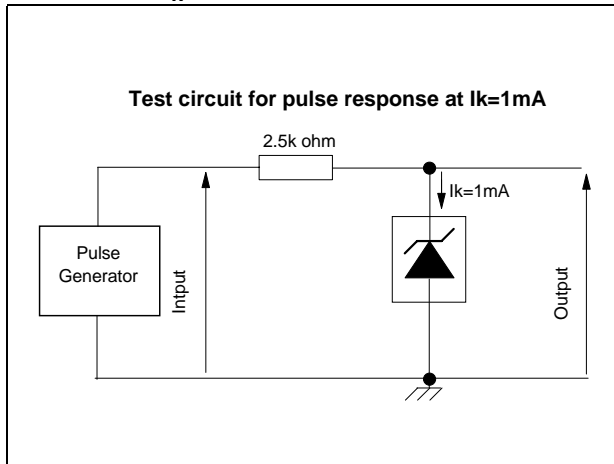 Test circuit for pulse response at Ik=1mA
2.5k ohm
Ik=1mA
Pulse
Generator
Intput
Output